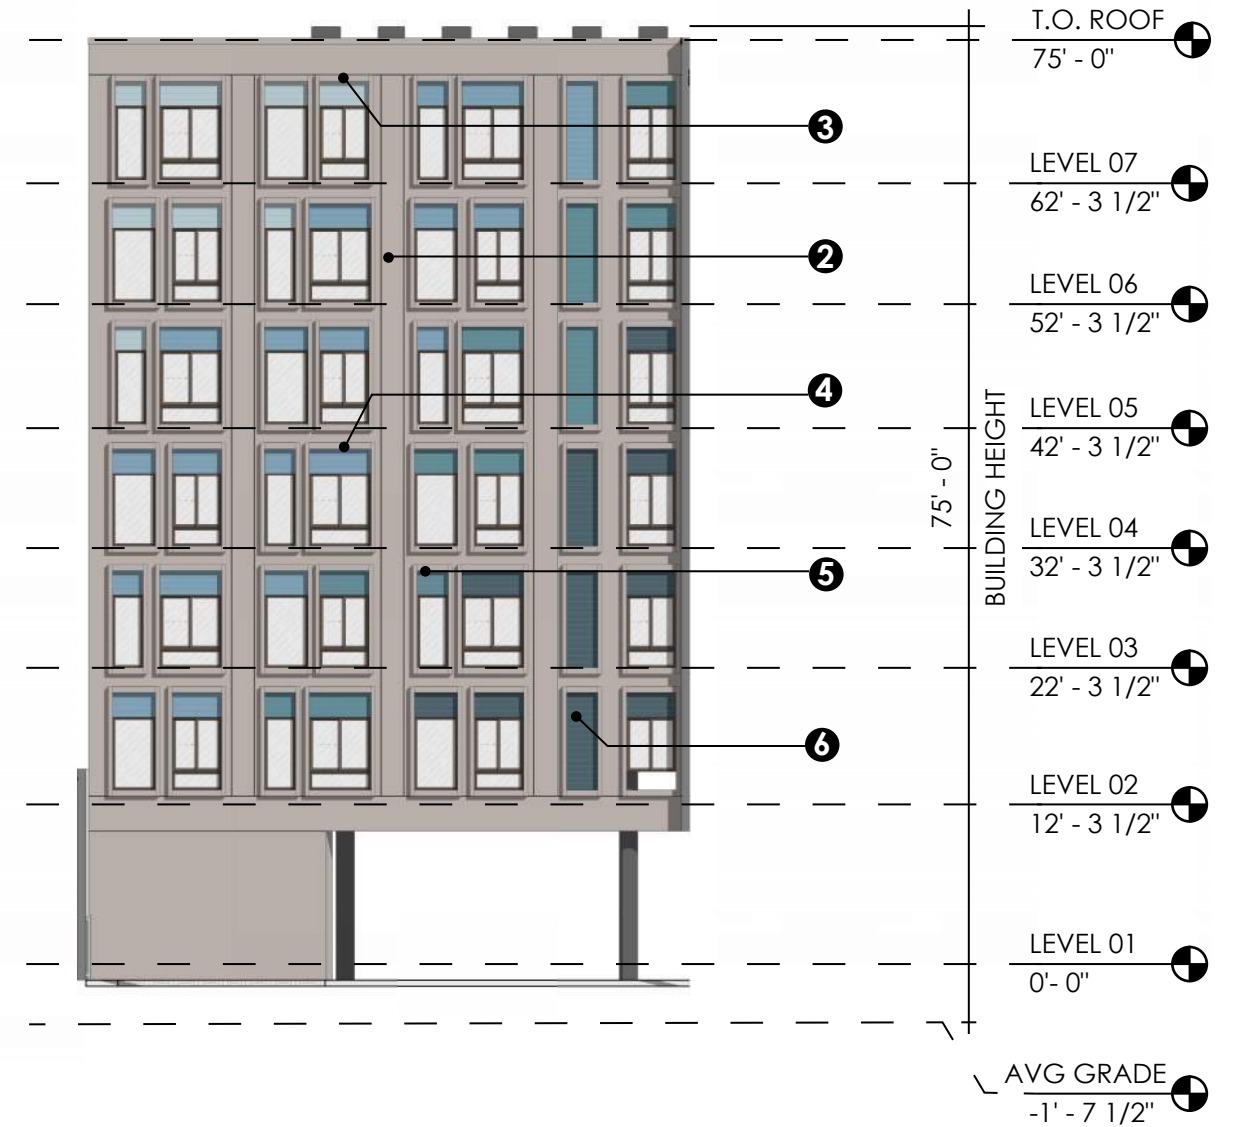 T.O. ROOF
75' - 0"
3
LEVEL 07
62' - 3 1/2"
2
LEVEL 06
52' - 3 1/2"
4
LEVEL 05
42' - 3 1/2"
75' - 0"
BUILDING HEIGHT
LEVEL 04
32' - 3 1/2"
5
LEVEL 03
22' - 3 1/2"
6
LEVEL 02
12' - 3 1/2"
LEVEL 01
0'- 0"
AVG GRADE
-1' - 7 1/2"